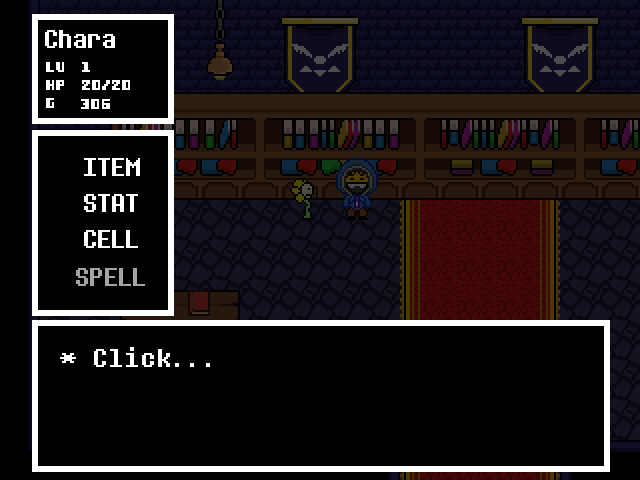 Chara
LV 1
HP 20/20
G 306
ITEM
STAT
CELL
SPELL
* Click...